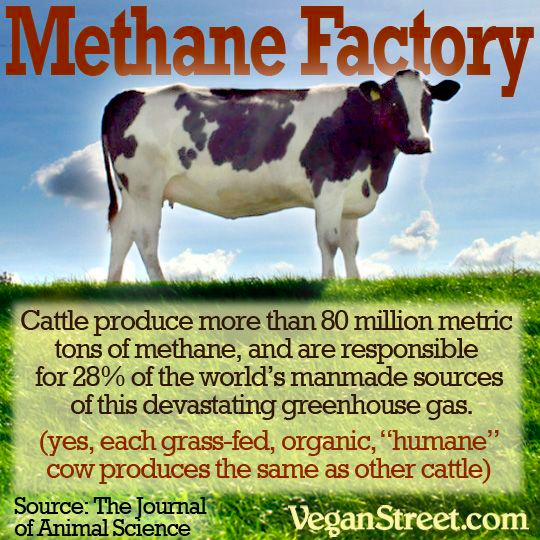 Methane Factory
Cattle produce more than 80 million metric
tons of methane, and are responsible
for 28% of the world's manmade sources
of this devastating greenhouse gas.
(yes, each grass-fed, organic, "humane"
cow produces the same as other cattle)
Source: The Journal
of Animal Science
VeganStreet.com